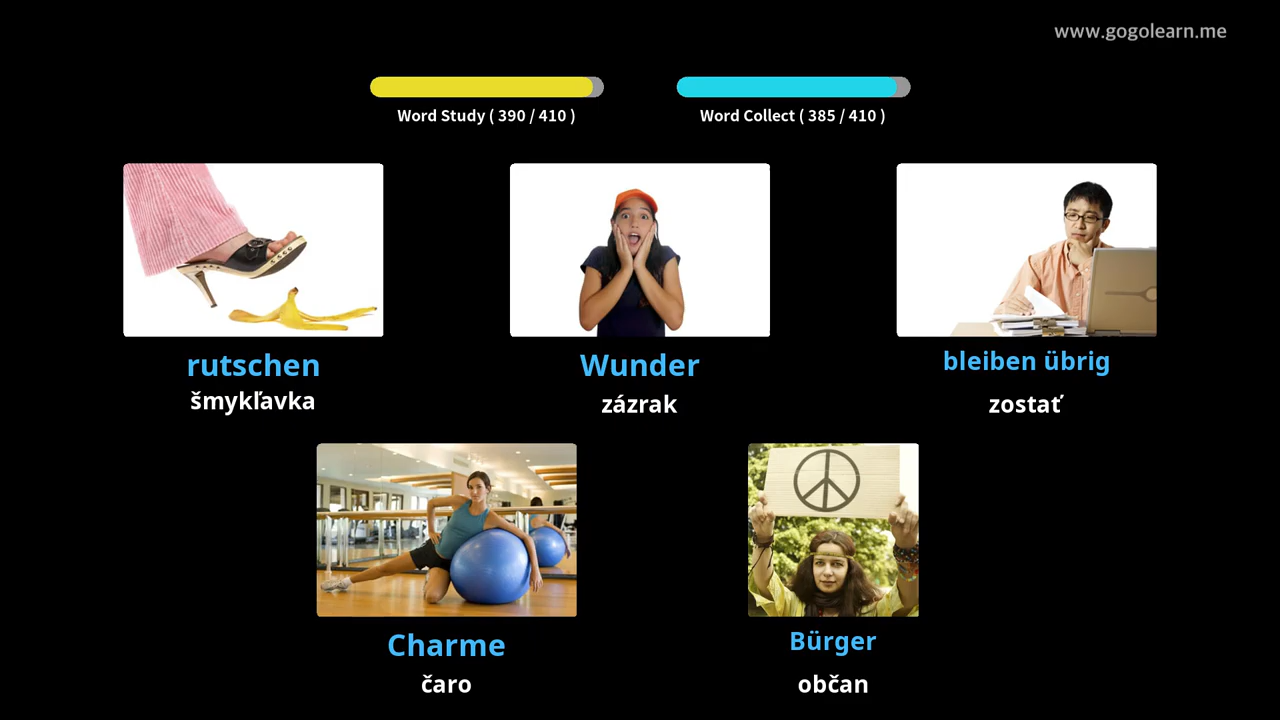 www.gogolearn.me
Word Study ( 390 / 410 )
Word Collect ( 385 / 410 )
rutschen
šmykľavka
Wunder
zázrak
bleiben übrig
zostať
Charme
čaro
Bürger
občan